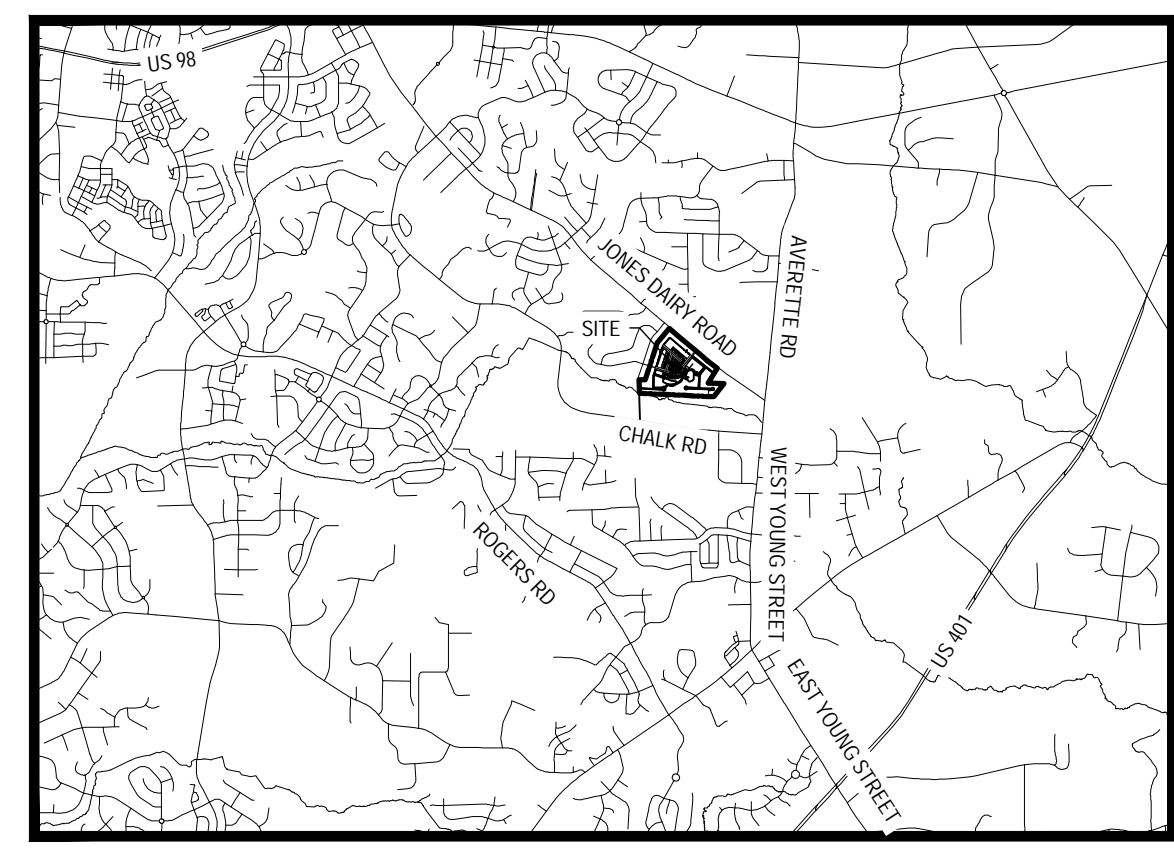 US 98
JONES DAIRY ROAD
AVERETTE RD
SITE
CHALK RD
WEST YOUNG STREET
ROGERS RD
US 401
EAST YOUNG STREET